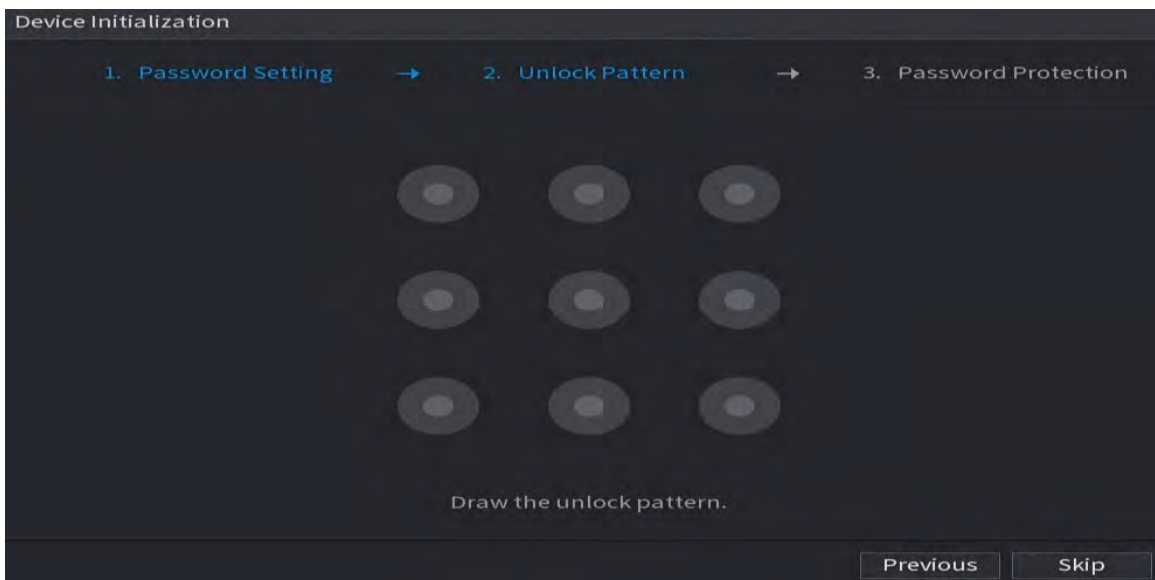 Device Initialization
1. Password Setting → 2. Unlock Pattern → 3. Password Protection
Draw the unlock pattern.
Previous Skip